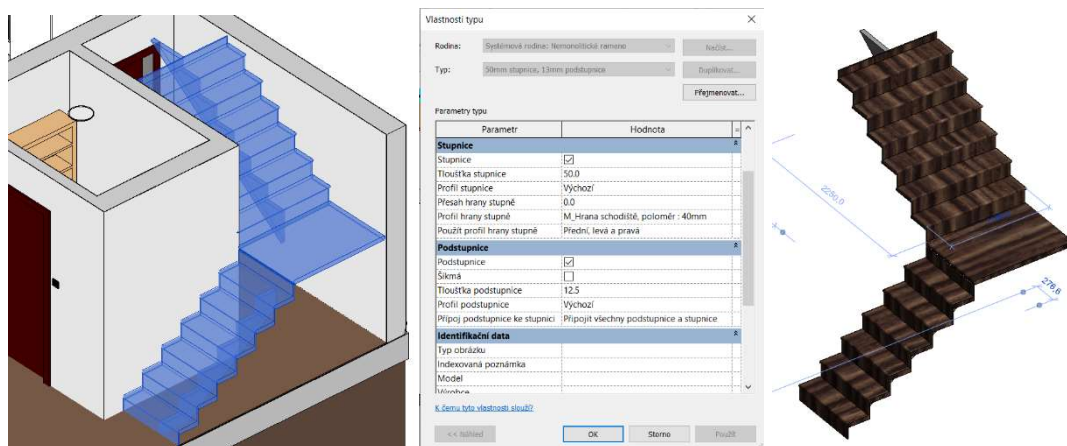 Vlastnosti typu
Rodina: Systémová rodina: Nemonolitické rameno Načíst...
Typ: 50mm stupnice, 13mm podstupnice Duplikovat...
Přejmenovat...
Parametry typu
Parametr Hodnota =
Stupnice
Stupnice
Tloušťka stupnice 50.0
Profil stupnice Výchozí
Přesah hrany stupně 0.0
Profil hrany stupně M_Hrana schodiště, poloměr : 40mm
Použít profil hrany stupně Přední, levá a pravá
Podstupnice
Podstupnice
Šikmá
Tloušťka podstupnice 12.5
Profil podstupnice Výchozí
Připoj podstupnice ke stupnici Připojit všechny podstupnice a stupnice
Identifikační data
Typ obrázku
Indexovaná poznámka
Model
Výrobce
K čemu tyto vlastnosti slouží?
<< Náhled OK Storno Použít
2250,0
276,8